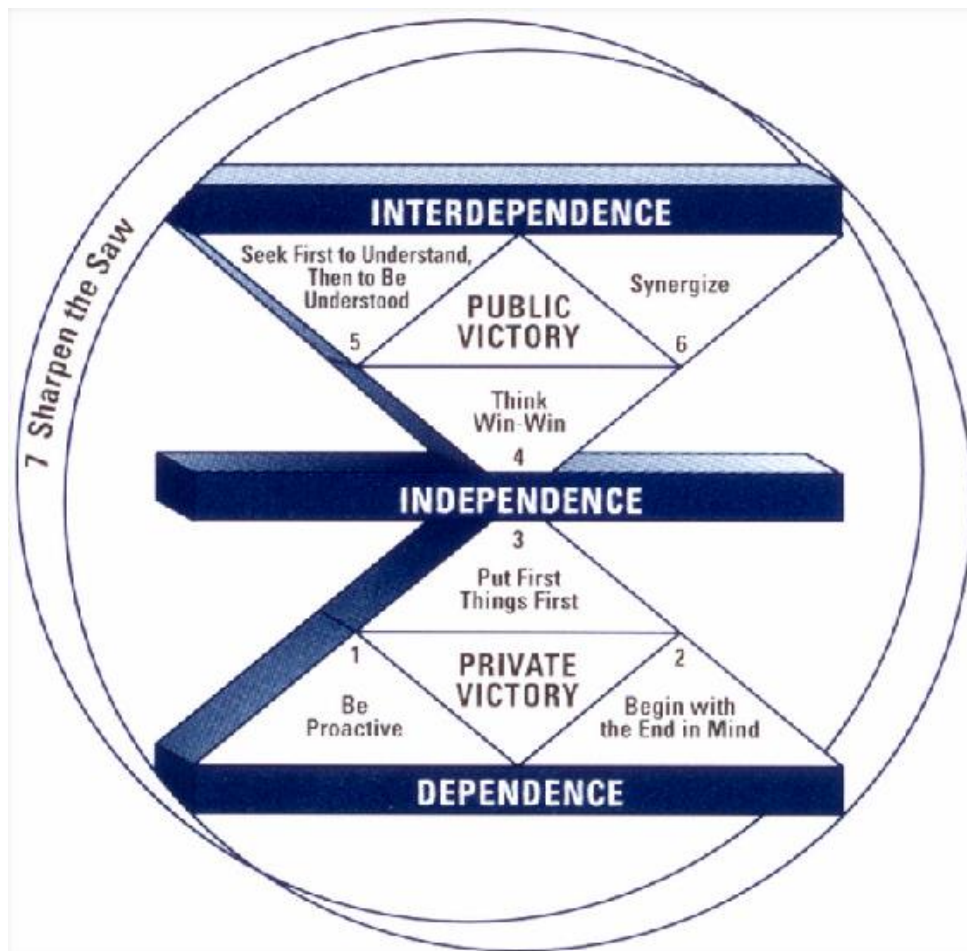 7 Sharpen the Saw
INTERDEPENDENCE
Seek First to Understand,
Then to Be
Understood
5
PUBLIC
VICTORY
Synergize
6
Think
Win-Win
4
INDEPENDENCE
3
Put First
Things First
1
Be
Proactive
PRIVATE
VICTORY
2
Begin with
the End in Mind
DEPENDENCE